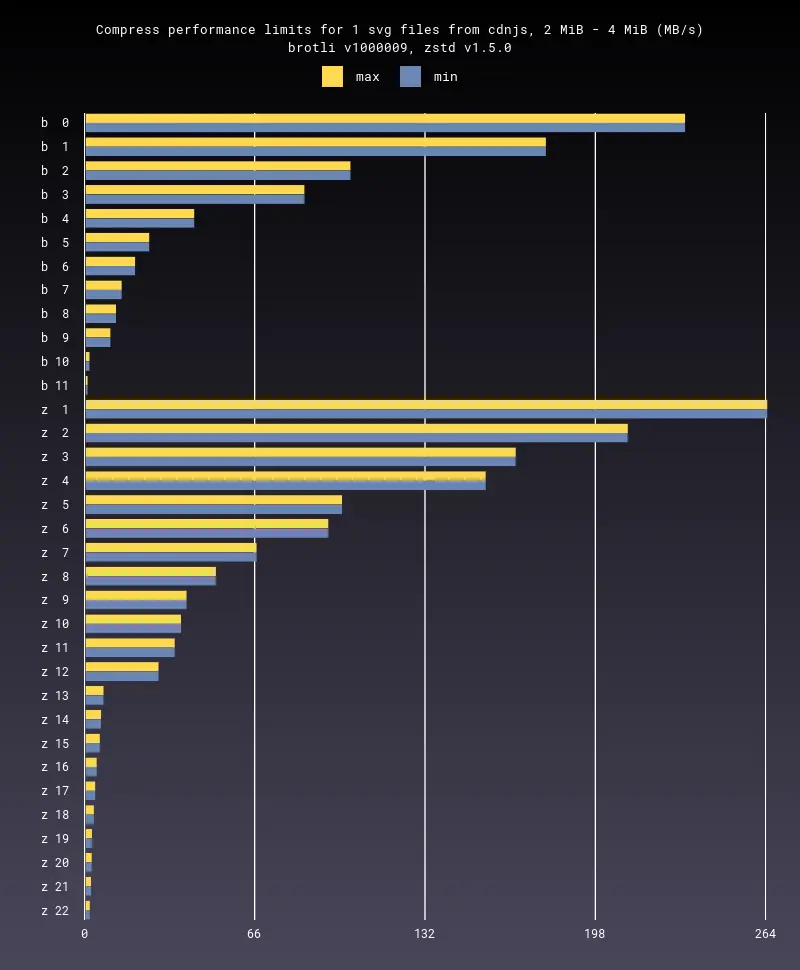 Compress performance limits for 1 svg files from cdnjs, 2 MiB - 4 MiB (MB/s)
brotli v1000009, zstd v1.5.0
max min
b 0
b 1
b 2
b 3
b 4
b 5
b 6
b 7
b 8
b 9
b 10
b 11
z 1
z 2
z 3
z 4
z 5
z 6
z 7
z 8
z 9
z 10
z 11
z 12
z 13
z 14
z 15
z 16
z 17
z 18
z 19
z 20
z 21
z 22
0 66 132 198 264